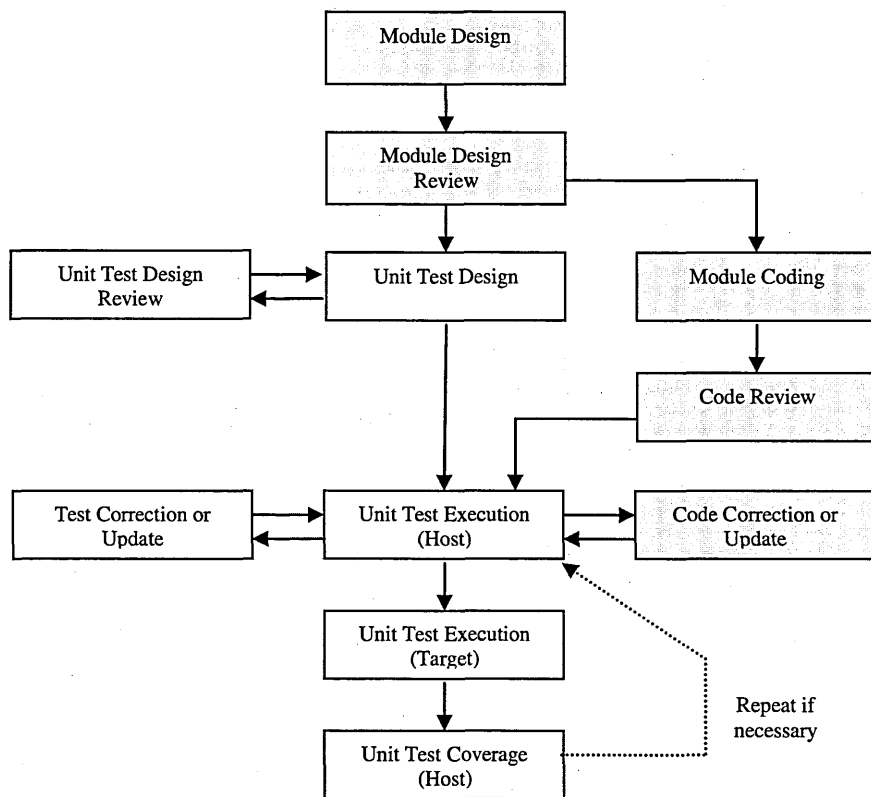 Module Design
Module Design
Review
Unit Test Design
Review
Unit Test Design
Module Coding
Code Review
Test Correction or
Update
Unit Test Execution
(Host)
Code Correction or
Update
Unit Test Execution
(Target)
Repeat if
necessary
Unit Test Coverage
(Host)